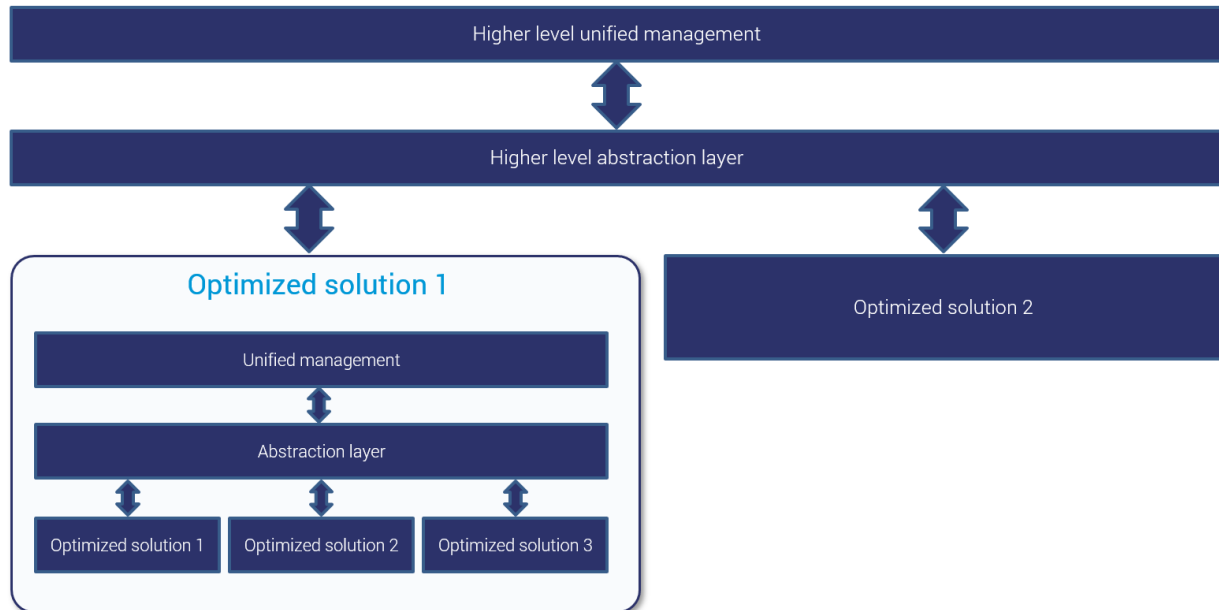 Higher level unified management
Higher level abstraction layer
Optimized solution 1
Optimized solution 2
Unified management
Abstraction layer
Optimized solution 1
Optimized solution 2
Optimized solution 3